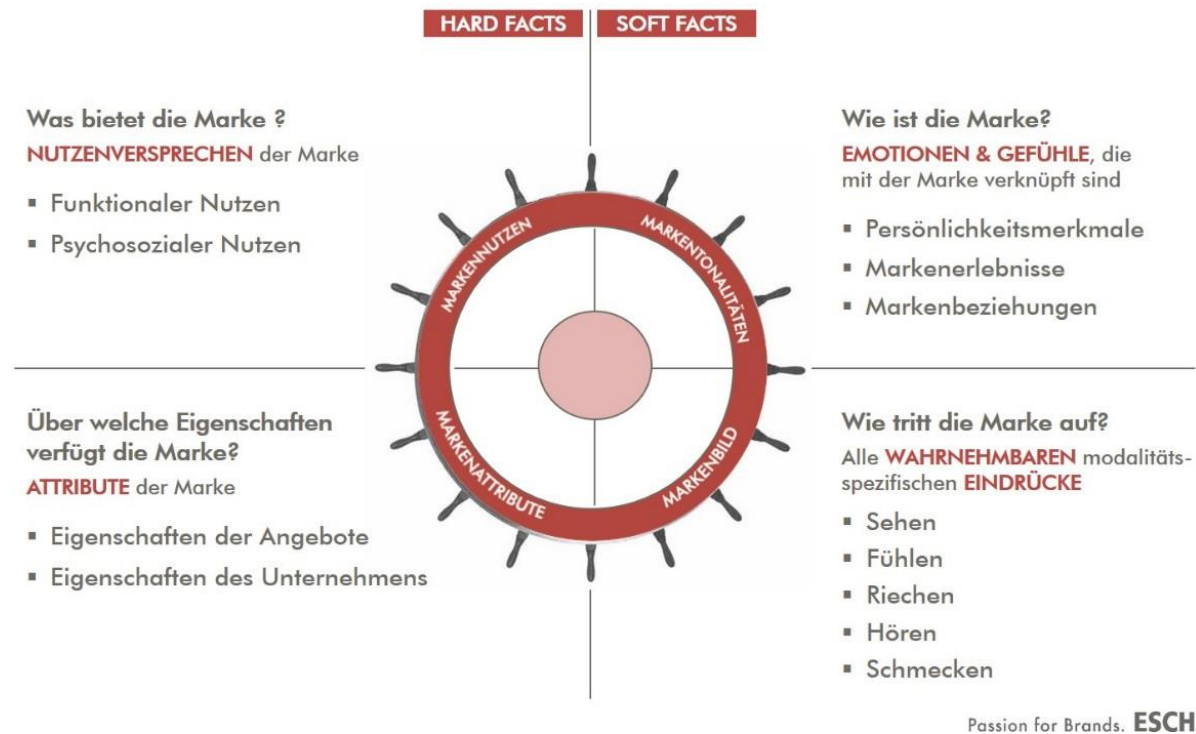 HARD FACTS
SOFT FACTS
Was bietet die Marke ?
NUTZENVERSPRECHEN der Marke
▪ Funktionaler Nutzen
▪ Psychosozialer Nutzen
Wie ist die Marke?
EMOTIONEN & GEFÜHLE, die
mit der Marke verknüpft sind
▪ Persönlichkeitsmerkmale
▪ Markenerlebnisse
▪ Markenbeziehungen
MARKENNUTZEN
MARKENTONALITÄTEN
MARKENATTRIBUTE
MARKENBILD
Über welche Eigenschaften
verfügt die Marke?
ATTRIBUTE der Marke
▪ Eigenschaften der Angebote
▪ Eigenschaften des Unternehmens
Wie tritt die Marke auf?
Alle WAHRNEHMBAREN modalitäts-
spezifischen EINDRÜCKE
▪ Sehen
▪ Fühlen
▪ Riechen
▪ Hören
▪ Schmecken
Passion for Brands. ESCH